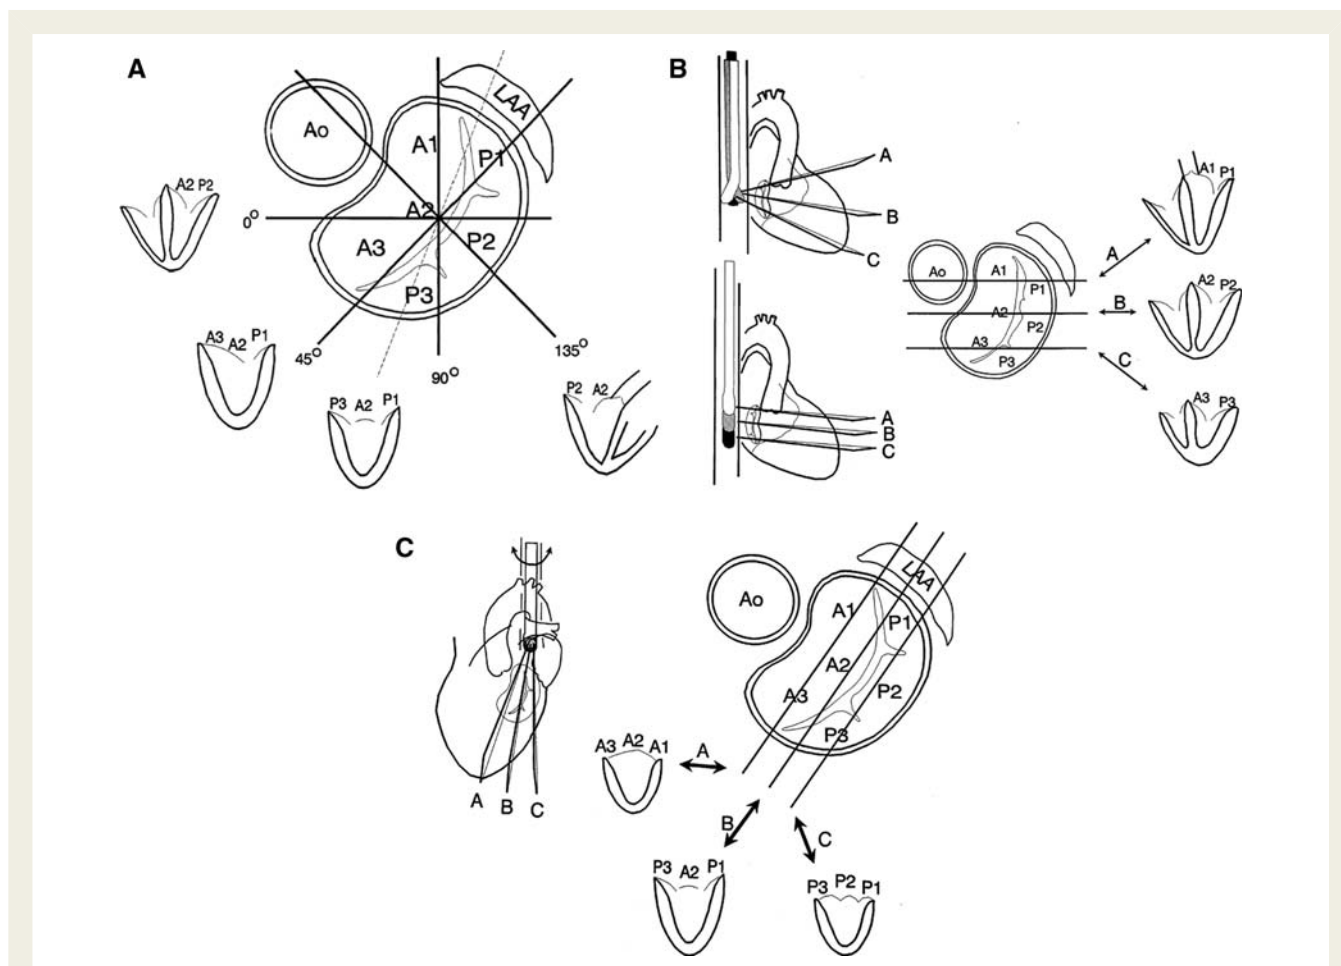 A
Ao
LAA
A1
P1
A2
A3
P2
P3
0°
45°
90°
135°
A2 P2
A3 A2 P1
P3 A2 P1
P2 A2
B
A
B
C
A
B
C
Ao
A1
P1
A2
P2
A3
P3
A
B
C
A1 P1
A2 P2
A3 P3
C
A B C
Ao
LAA
A1
P1
A2
P2
A3
P3
A
B
C
A3 A2 A1
P3 A2 P1
P3 P2 P1